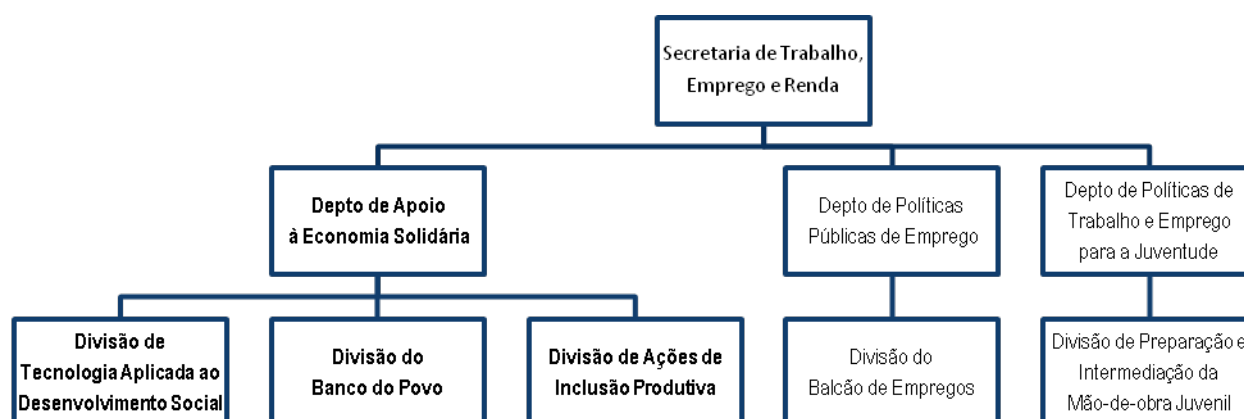 Secretaria de Trabalho,
Emprego e Renda
Depto de Apoio
à Economia Solidária
Depto de Políticas
Públicas de Emprego
Depto de Políticas de
Trabalho e Emprego
para a Juventude
Divisão de
Tecnologia Aplicada ao
Desenvolvimento Social
Divisão do
Banco do Povo
Divisão de Ações de
Inclusão Produtiva
Divisão do
Balcão de Empregos
Divisão de Preparação e
Intermediação da
Mão-de-obra Juvenil